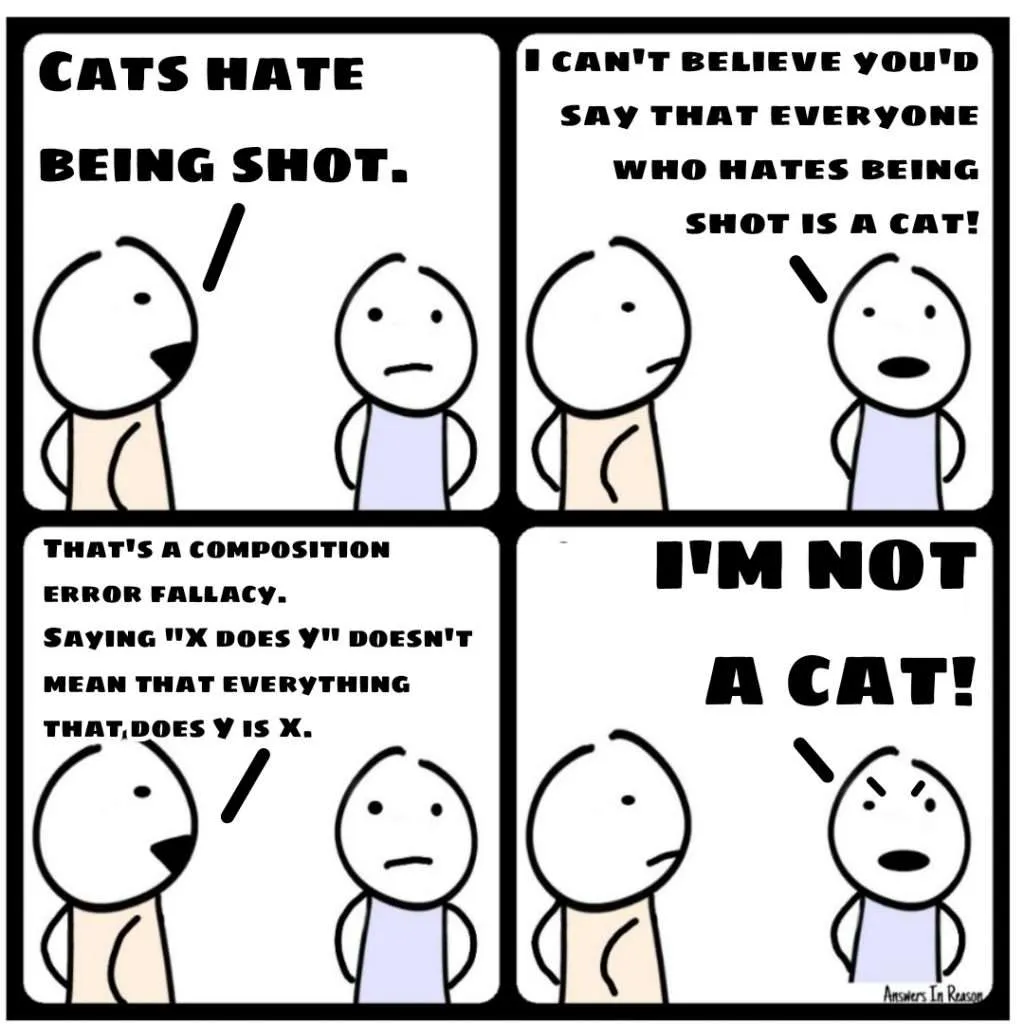 CATS HATE
BEING SHOT.
I CAN'T BELIEVE YOU'D
SAY THAT EVERYONE
WHO HATES BEING
SHOT IS A CAT!
THAT'S A COMPOSITION
ERROR FALLACY.
SAYING "X DOES Y" DOESN'T
MEAN THAT EVERYTHING
THAT DOES Y IS X.
I'M NOT
A CAT!
Answers In Reason